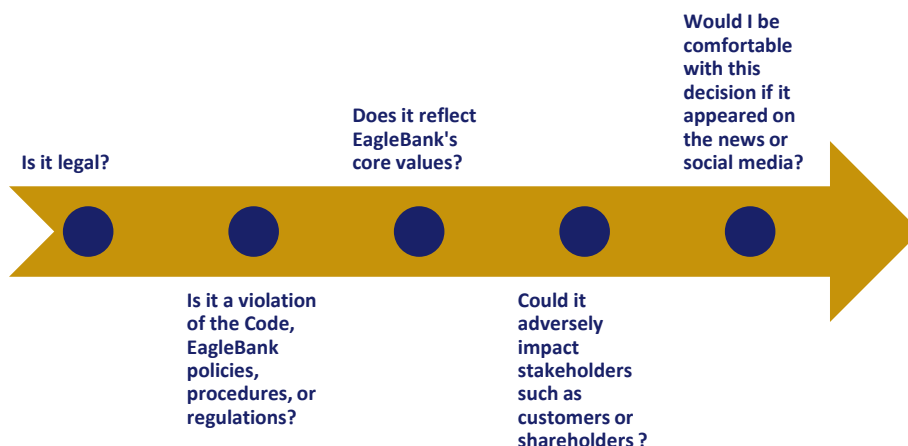 Is it legal?
Is it a violation
of the Code,
EagleBank
policies,
procedures, or
regulations?
Does it reflect
EagleBank's
core values?
Could it
adversely
impact
stakeholders
such as
customers or
shareholders ?
Would I be
comfortable
with this
decision if it
appeared on
the news or
social media?